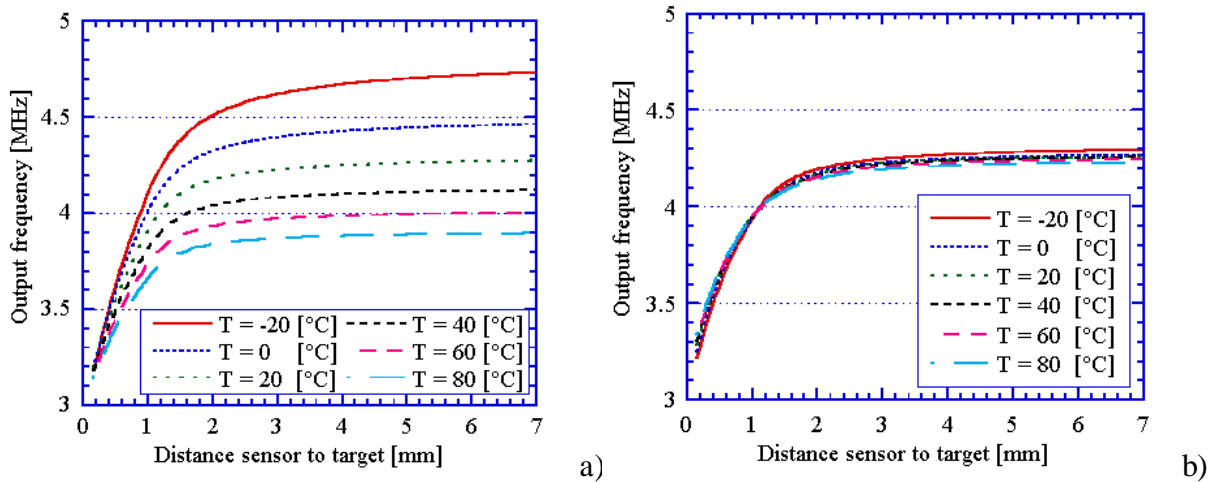 5
4.5
4
3.5
3
Output frequency [MHz]
T = -20 [°C]
T = 0 [°C]
T = 20 [°C]
T = 40 [°C]
T = 60 [°C]
T = 80 [°C]
0 1 2 3 4 5 6 7
Distance sensor to target [mm]
a)
5
4.5
4
3.5
3
Output frequency [MHz]
T = -20 [°C]
T = 0 [°C]
T = 20 [°C]
T = 40 [°C]
T = 60 [°C]
T = 80 [°C]
0 1 2 3 4 5 6 7
Distance sensor to target [mm]
b)